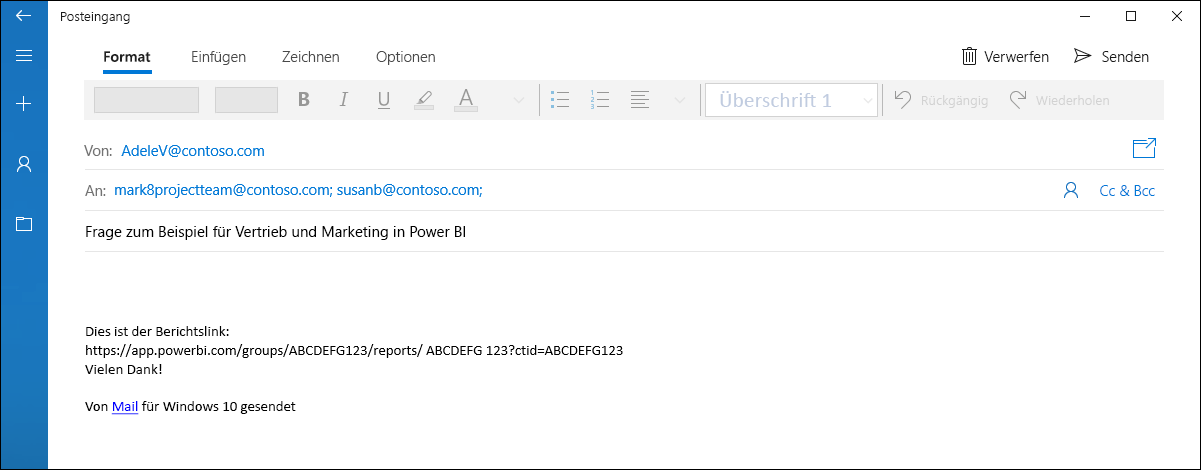 Posteingang
Format Einfügen Zeichnen Optionen Verwerfen Senden
B I U A 1 2 3 Überschrift 1 Rückgängig Wiederholen
Von: AdeleV@contoso.com
An: mark8projectteam@contoso.com; susanb@contoso.com; Cc & Bcc
Frage zum Beispiel für Vertrieb und Marketing in Power BI
Dies ist der Berichtslink:
https://app.powerbi.com/groups/ABCDEFG123/reports/ ABCDEFG 123?ctid=ABCDEFG123
Vielen Dank!
Von Mail für Windows 10 gesendet